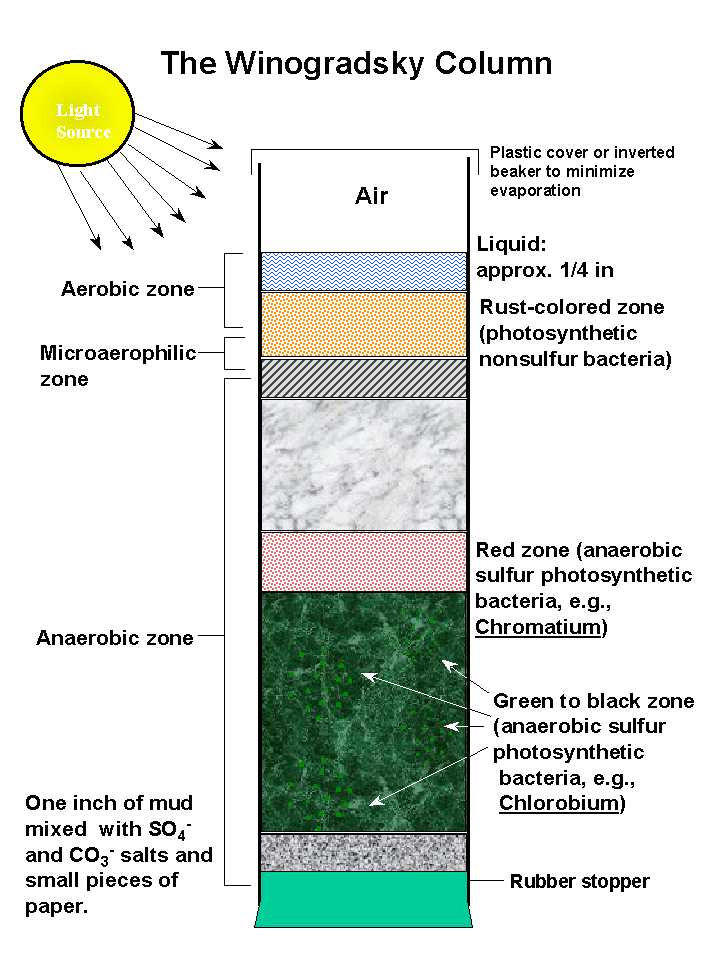 The Winogradsky Column
Light
Source
Plastic cover or inverted
beaker to minimize
evaporation
Air
Liquid:
approx. 1/4 in
Aerobic zone
Rust-colored zone
(photosynthetic
nonsulfur bacteria)
Microaerophilic
zone
Red zone (anaerobic
sulfur photosynthetic
bacteria, e.g.,
Chromatium)
Anaerobic zone
Green to black zone
(anaerobic sulfur
photosynthetic
bacteria, e.g.,
Chlorobium)
One inch of mud
mixed with SO₄⁻
and CO₃⁻ salts and
small pieces of
paper.
Rubber stopper